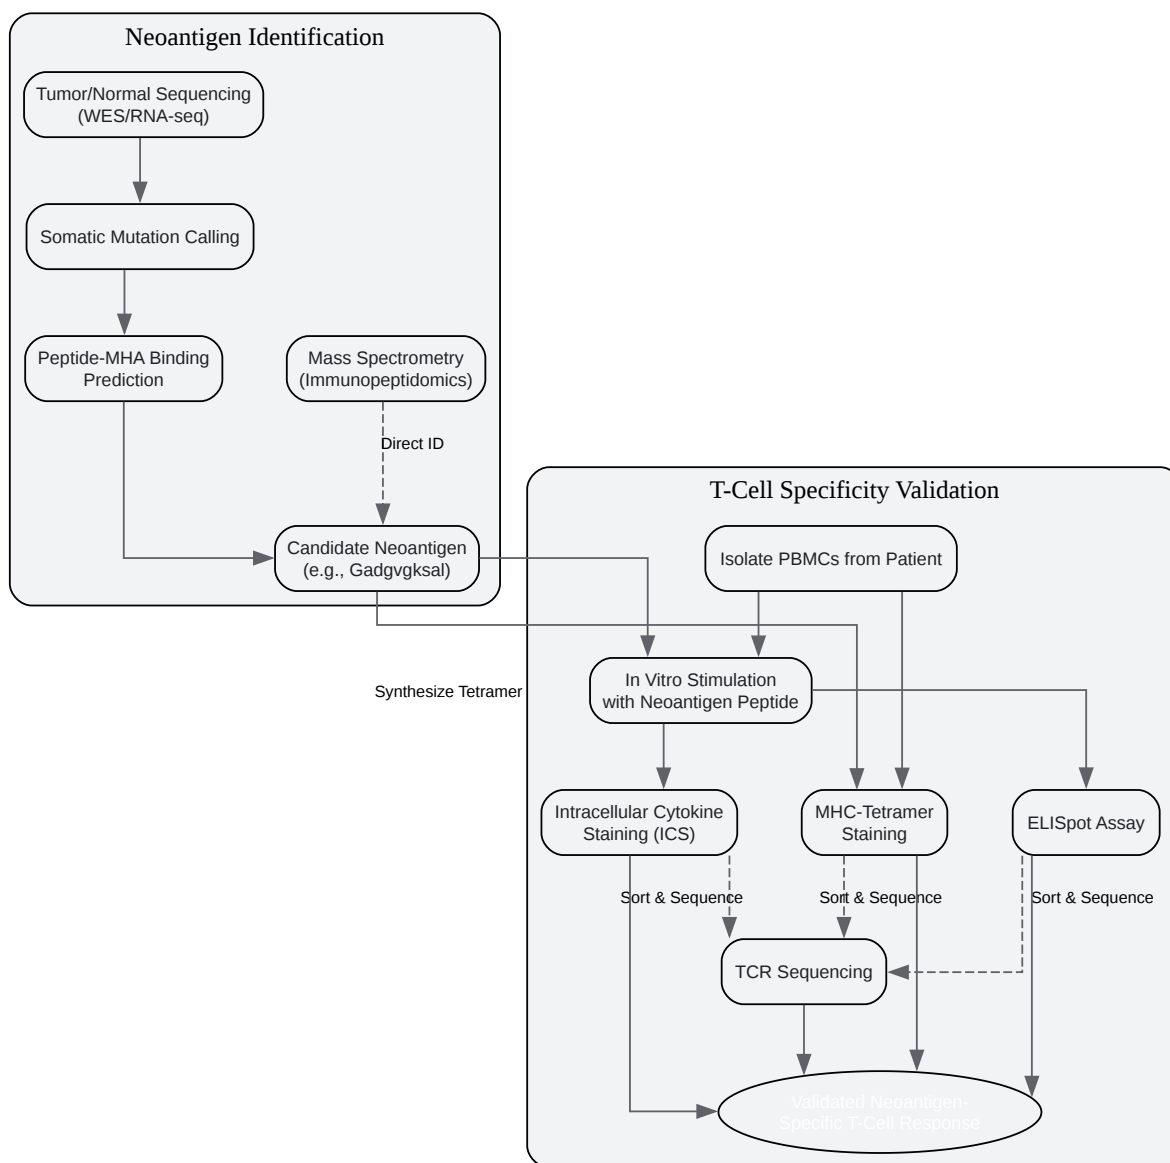 Neoantigen Identification
Tumor/Normal Sequencing
(WES/RNA-seq)
Somatic Mutation Calling
Peptide-MHA Binding
Prediction
Mass Spectrometry
(Immunopeptidomics)
Direct ID
Candidate Neoantigen
(e.g., Gadgvgksal)
T-Cell Specificity Validation
Isolate PBMCs from Patient
Synthesize Tetramer
In Vitro Stimulation
with Neoantigen Peptide
Intracellular Cytokine
Staining (ICS)
MHC-Tetramer
Staining
ELISpot Assay
Sort & Sequence
Sort & Sequence
Sort & Sequence
TCR Sequencing
Validated Neoantigen-
Specific T-Cell Response